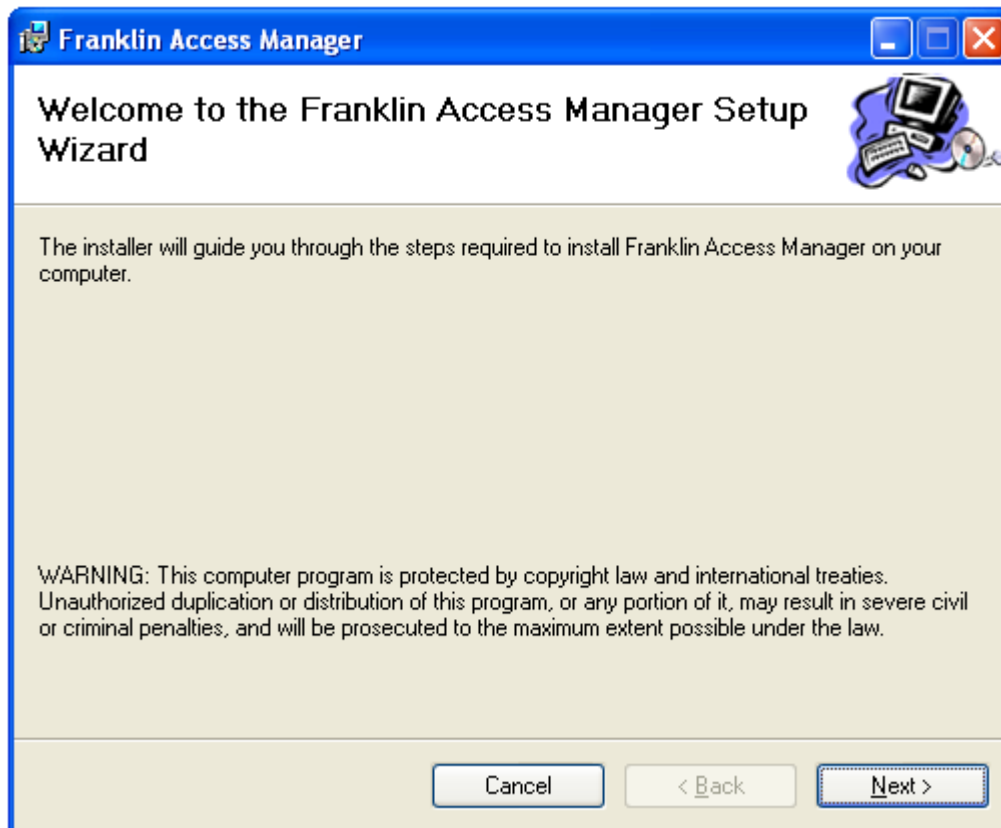 Franklin Access Manager
Welcome to the Franklin Access Manager Setup
Wizard
The installer will guide you through the steps required to install Franklin Access Manager on your
computer.
WARNING: This computer program is protected by copyright law and international treaties.
Unauthorized duplication or distribution of this program, or any portion of it, may result in severe civil
or criminal penalties, and will be prosecuted to the maximum extent possible under the law.
Cancel
< Back
Next >